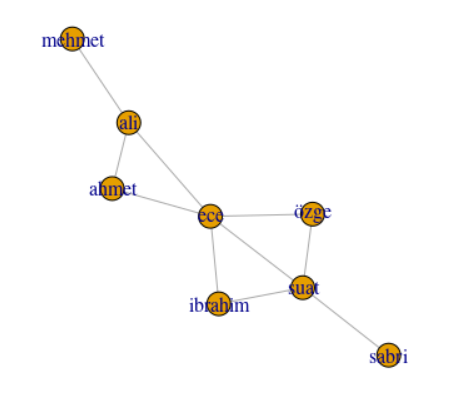 mehmet
ali
ahmet
ece
özge
suat
ibrahim
sabri